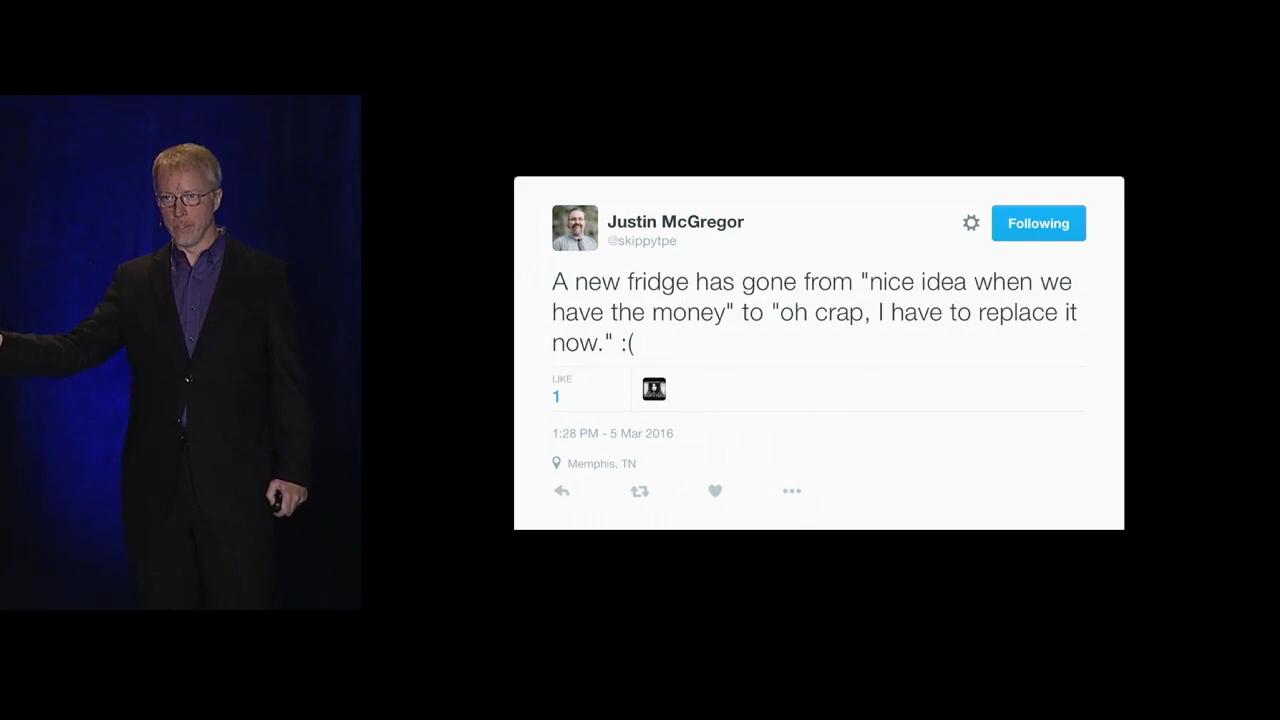 Justin McGregor
@skippytpe
Following
A new fridge has gone from "nice idea when we
have the money" to "oh crap, I have to replace it
now." :(
LIKE
1
1:28 PM - 5 Mar 2016
Memphis, TN